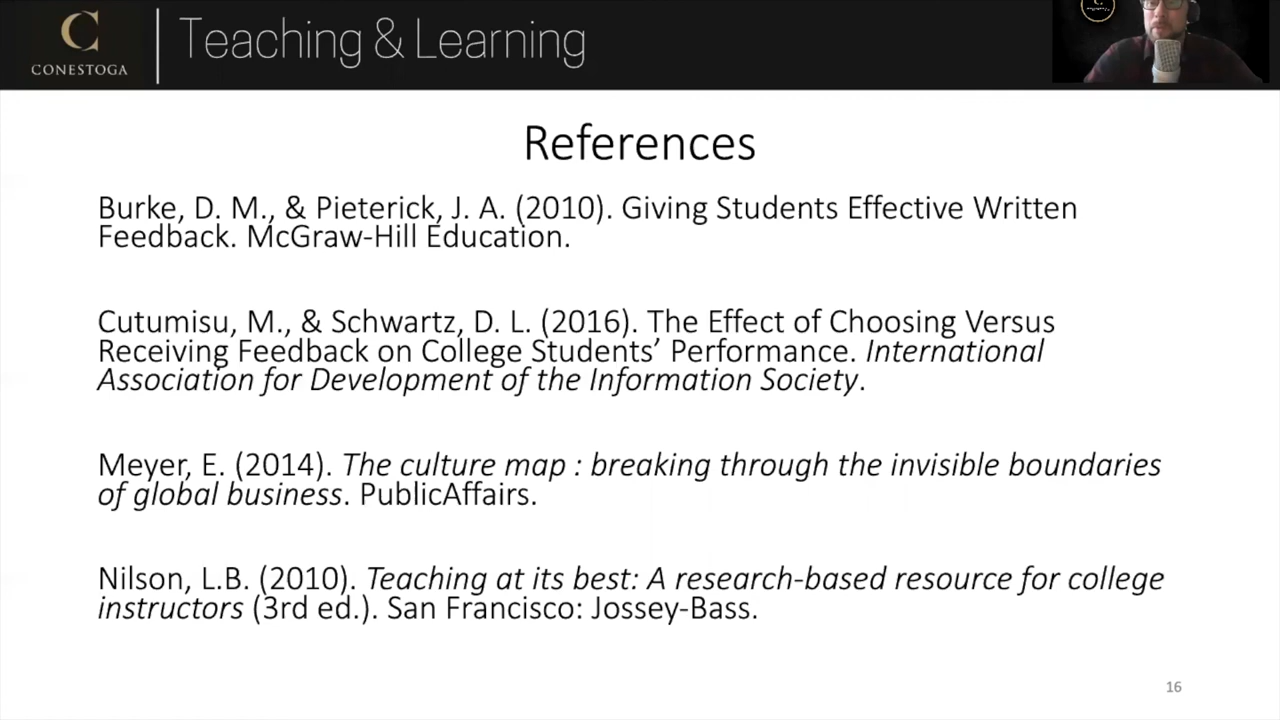 C
CONESTOGA
Teaching & Learning
References
Burke, D. M., & Pieterick, J. A. (2010). Giving Students Effective Written
Feedback. McGraw-Hill Education.
Cutumisu, M., & Schwartz, D. L. (2016). The Effect of Choosing Versus
Receiving Feedback on College Students’ Performance. International
Association for Development of the Information Society.
Meyer, E. (2014). The culture map : breaking through the invisible boundaries
of global business. PublicAffairs.
Nilson, L.B. (2010). Teaching at its best: A research-based resource for college
instructors (3rd ed.). San Francisco: Jossey-Bass.
16